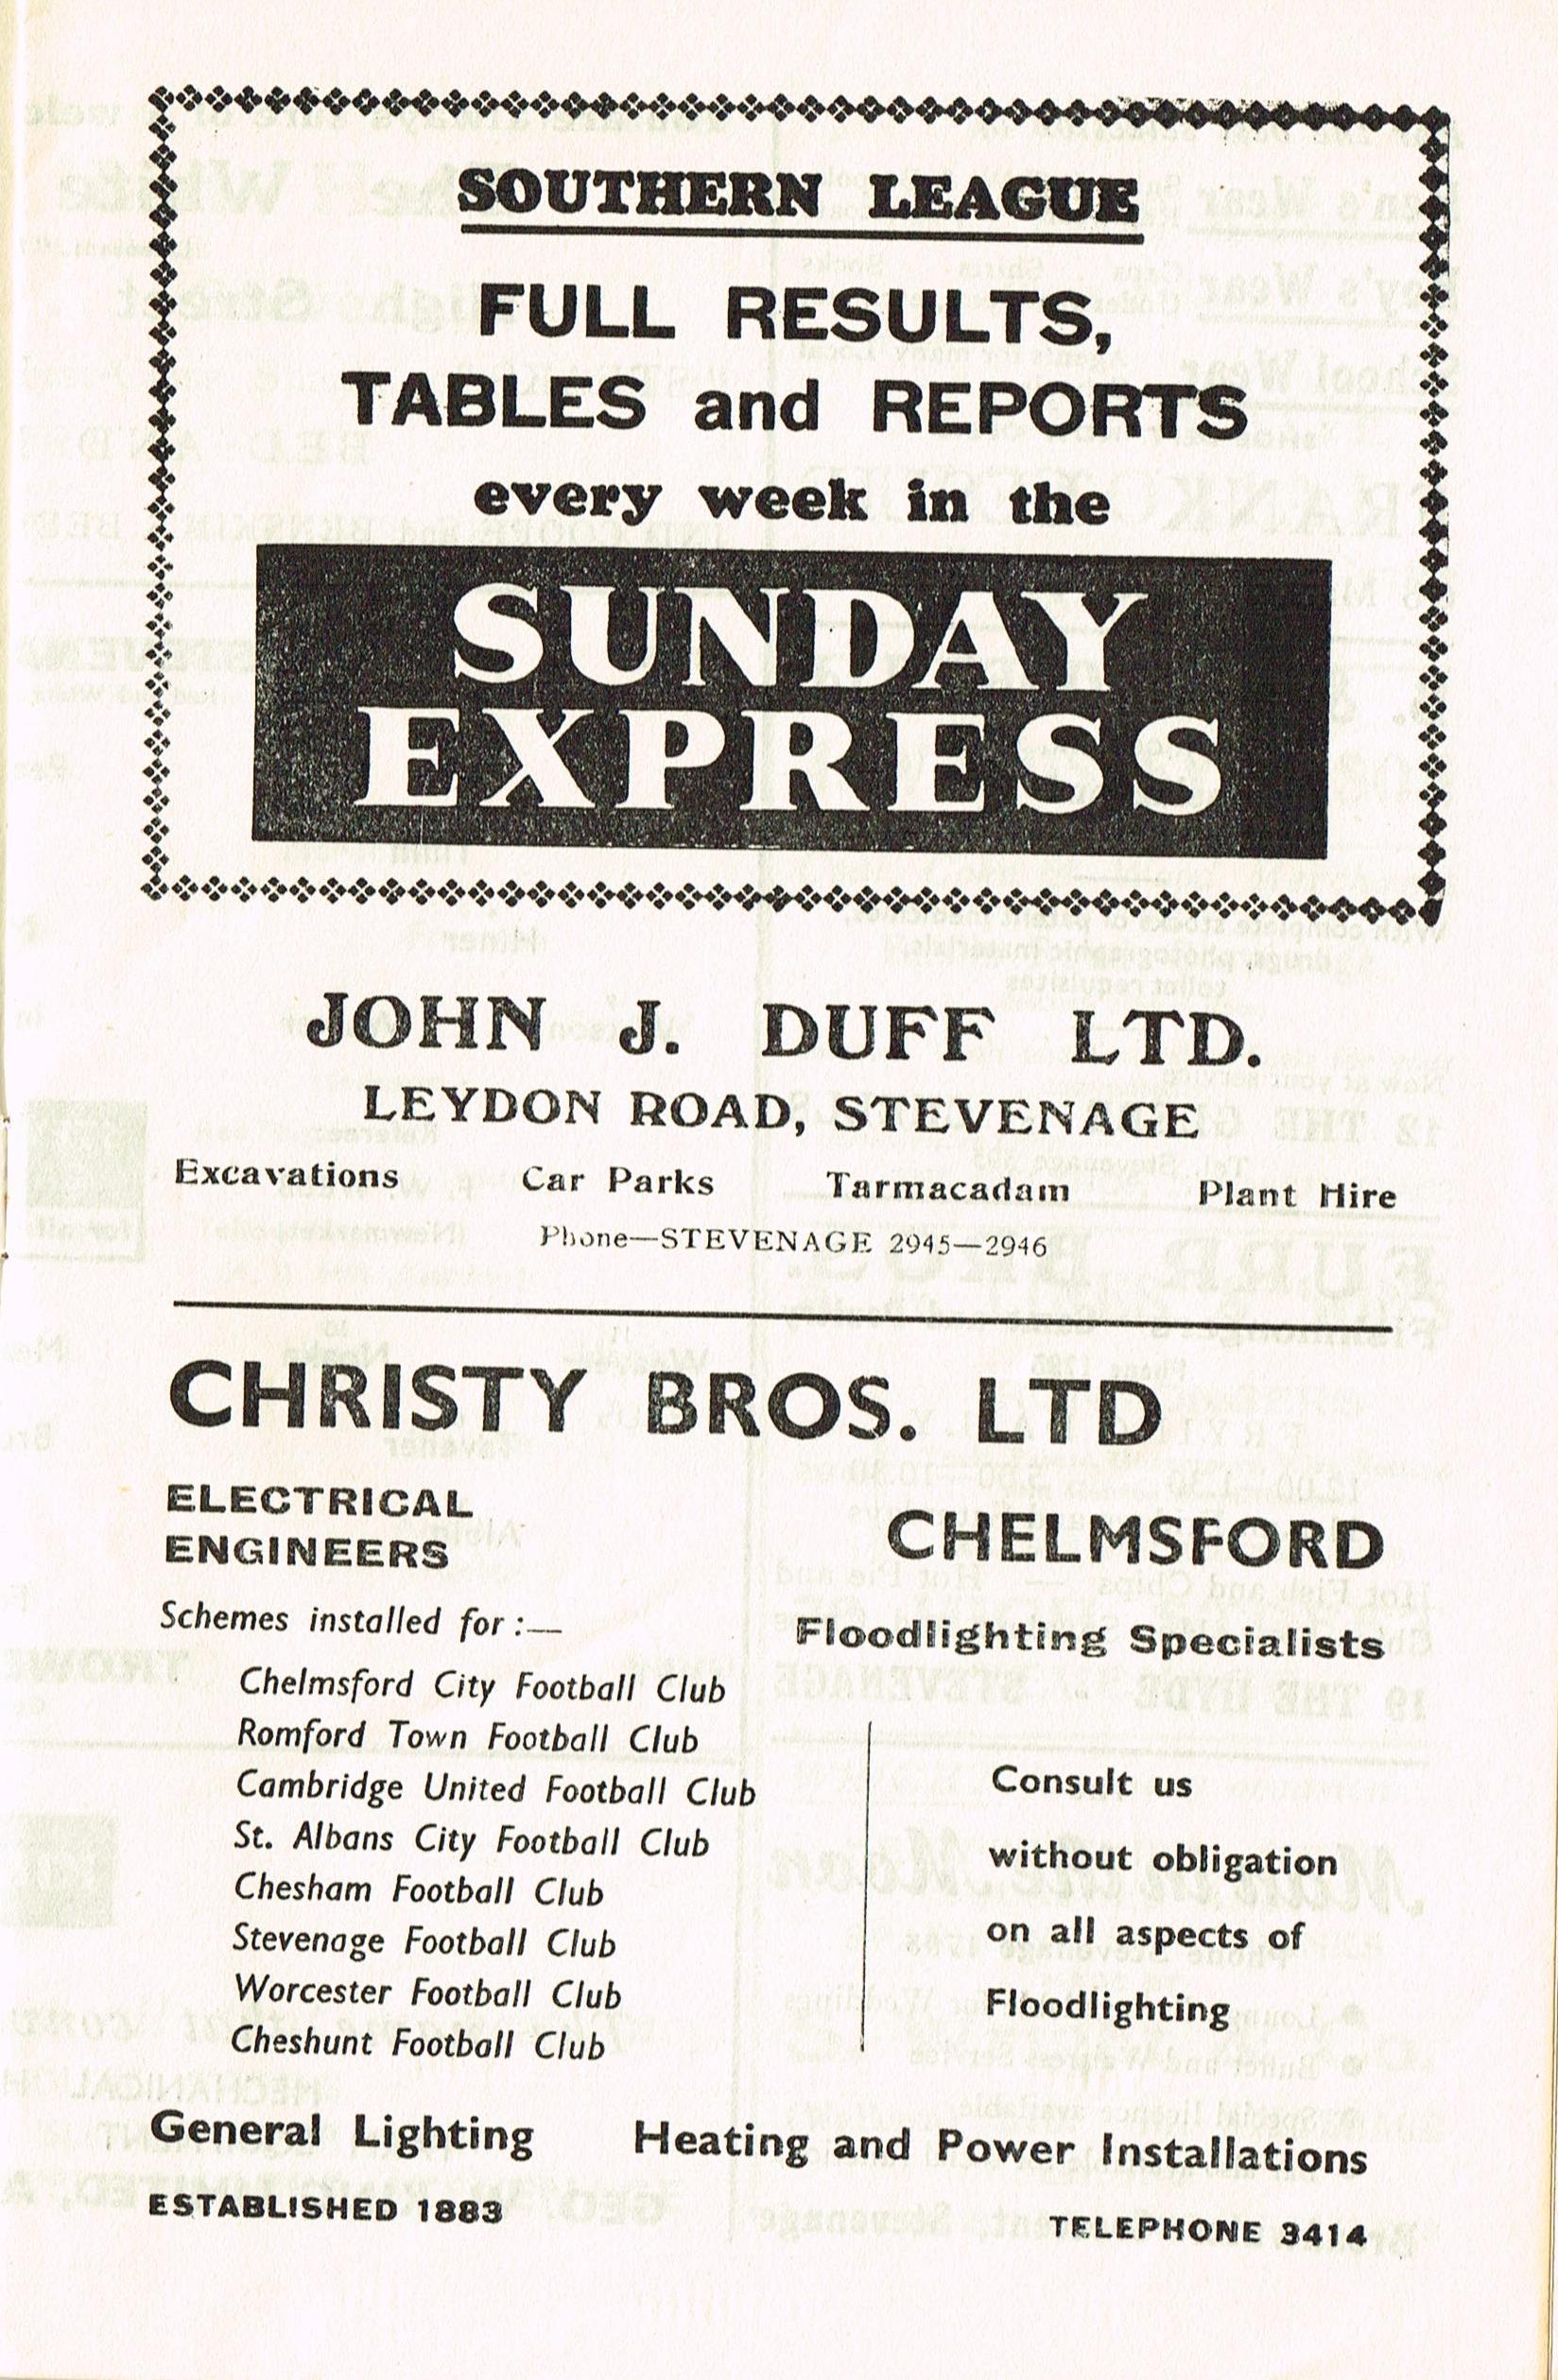 SOUTHERN LEAGUE
FULL RESULTS,
TABLES and REPORTS
every week in the
SUNDAY
EXPRESS
JOHN J. DUFF LTD.
LEYDON ROAD, STEVENAGE
Excavations Car Parks Tarmacadam Plant Hire
Phone—STEVENAGE 2945—2946
CHRISTY BROS. LTD
ELECTRICAL
ENGINEERS
CHELMSFORD
Schemes installed for :—
Floodlighting Specialists
Chelmsford City Football Club
Romford Town Football Club
Cambridge United Football Club
St. Albans City Football Club
Chesham Football Club
Stevenage Football Club
Worcester Football Club
Cheshunt Football Club
Consult us
without obligation
on all aspects of
Floodlighting
General Lighting Heating and Power Installations
ESTABLISHED 1883
TELEPHONE 3414